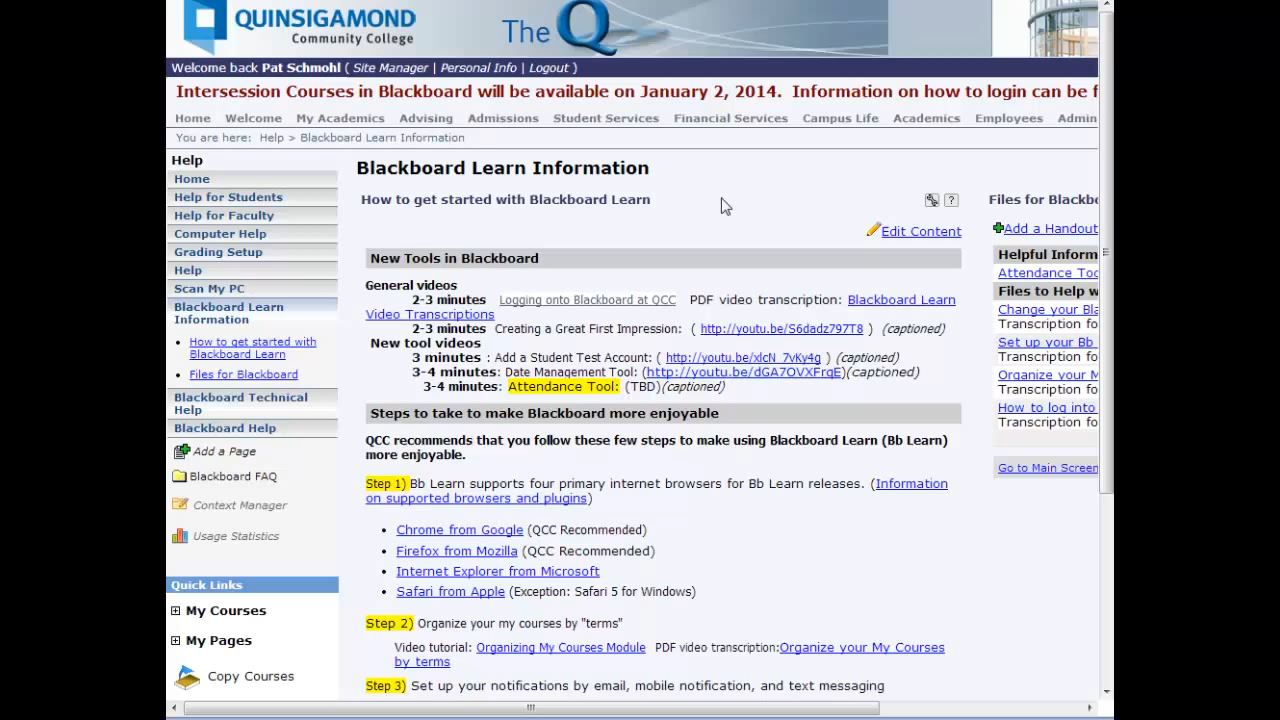 QUINSIGAMOND
Community College
The Q
Welcome back Pat Schmohl ( Site Manager | Personal Info | Logout )
Intersession Courses in Blackboard will be available on January 2, 2014.  Information on how to login can be f
Home Welcome My Academics Advising Admissions Student Services Financial Services Campus Life Academics Employees Admin
You are here: Help > Blackboard Learn Information
Help
Home
Help for Students
Help for Faculty
Computer Help
Grading Setup
Help
Scan My PC
Blackboard Learn
Information
How to get started with
Blackboard Learn
Files for Blackboard
Blackboard Technical
Help
Blackboard Help
Add a Page
Blackboard FAQ
Context Manager
Usage Statistics
Quick Links
My Courses
My Pages
Copy Courses
Blackboard Learn Information
How to get started with Blackboard Learn
?
Edit Content
New Tools in Blackboard
General videos
2-3 minutes Logging onto Blackboard at QCC PDF video transcription: Blackboard Learn
Video Transcriptions
2-3 minutes Creating a Great First Impression: ( http://youtu.be/S6dadz797T8 ) (captioned)
New tool videos
3 minutes : Add a Student Test Account: ( http://youtu.be/xlcN_7vKy4g ) (captioned)
3-4 minutes: Date Management Tool: (http://youtu.be/dGA7OVXFrqE)(captioned)
3-4 minutes: Attendance Tool: (TBD)(captioned)
Steps to take to make Blackboard more enjoyable
QCC recommends that you follow these few steps to make using Blackboard Learn (Bb Learn)
more enjoyable.
Step 1) Bb Learn supports four primary internet browsers for Bb Learn releases. (Information
on supported browsers and plugins)
Chrome from Google (QCC Recommended)
Firefox from Mozilla (QCC Recommended)
Internet Explorer from Microsoft
Safari from Apple (Exception: Safari 5 for Windows)
Step 2) Organize your my courses by "terms"
Video tutorial: Organizing My Courses Module PDF video transcription:Organize your My Courses
by terms
Step 3) Set up your notifications by email, mobile notification, and text messaging
Files for Blackbo
Add a Handout
Helpful Inform
Attendance Too
Files to Help w
Change your Bla
Transcription fo
Set up your Bb
Transcription fo
Organize your M
Transcription fo
How to log into
Transcription fo
Go to Main Screen